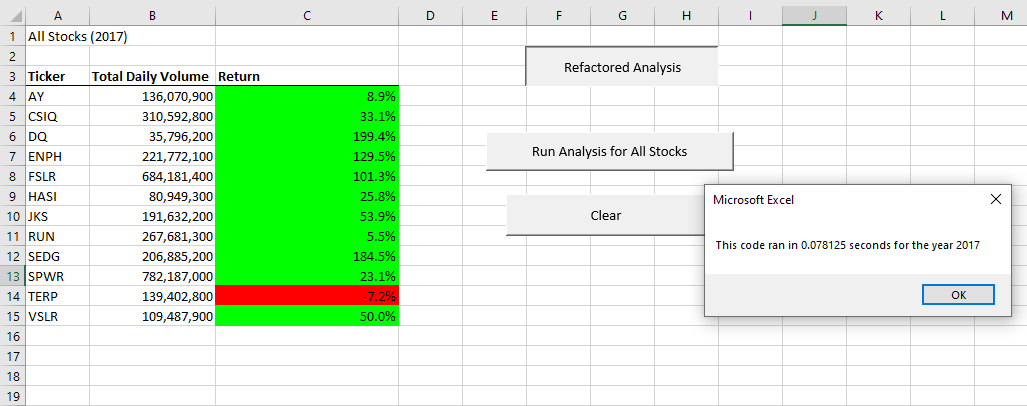 A B C D E F G H I J K L M
1 All Stocks (2017)
2
3 Ticker Total Daily Volume Return
4 AY 136,070,900 8.9%
5 CSIQ 310,592,800 33.1%
6 DQ 35,796,200 199.4%
7 ENPH 221,772,100 129.5%
8 FSLR 684,181,400 101.3%
9 HASI 80,949,300 25.8%
10 JKS 191,632,200 53.9%
11 RUN 267,681,300 5.5%
12 SEDG 206,885,200 184.5%
13 SPWR 782,187,000 23.1%
14 TERP 139,402,800 -7.2%
15 VSLR 109,487,900 50.0%
16
17
18
19
Refactored Analysis
Run Analysis for All Stocks
Clear
Microsoft Excel
This code ran in 0.078125 seconds for the year 2017
OK